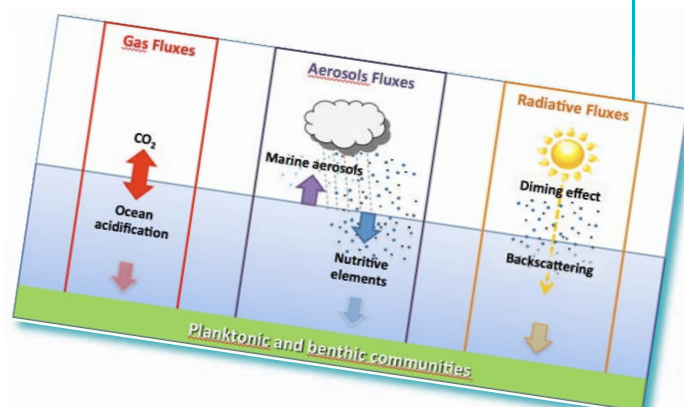 Gas Fluxes
CO₂
Ocean
acidification
Aerosols Fluxes
Marine aerosols
Nutritive
elements
Radiative Fluxes
Diming effect
Backscattering
Planktonic and benthic communities